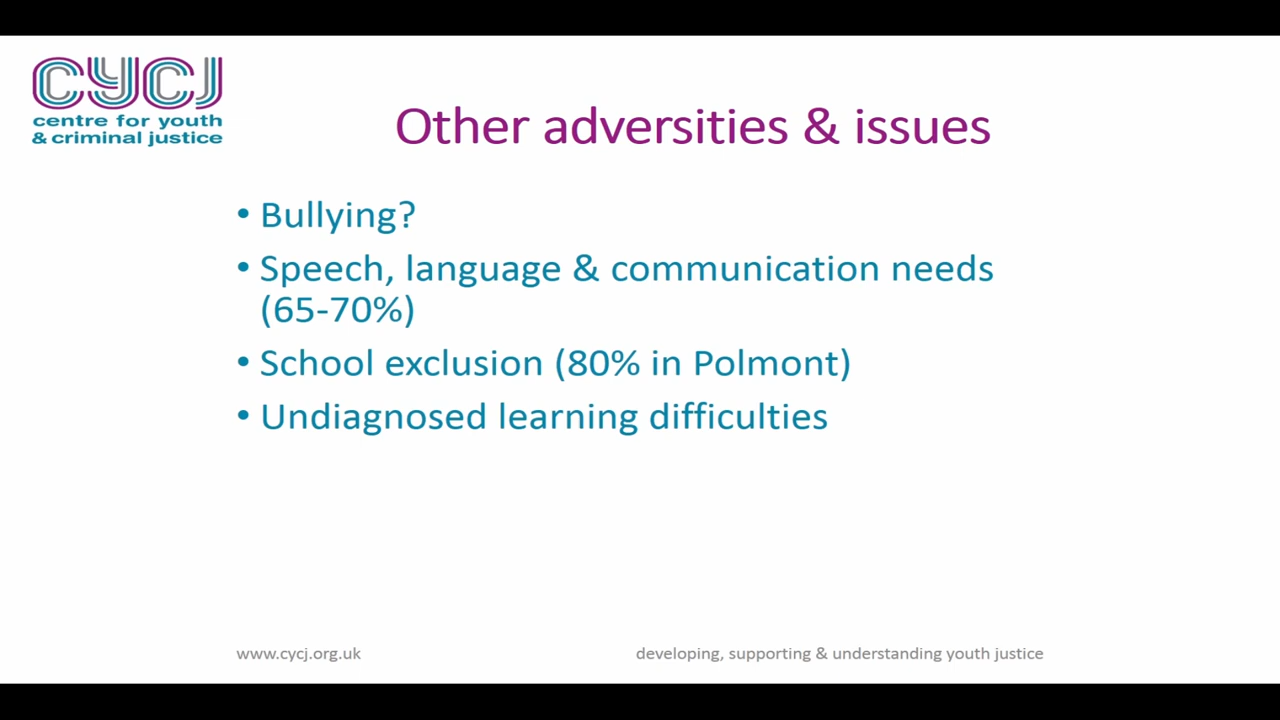 cycj
centre for youth
& criminal justice
Other adversities & issues
• Bullying?
• Speech, language & communication needs
(65-70%)
• School exclusion (80% in Polmont)
• Undiagnosed learning difficulties
www.cycj.org.uk
developing, supporting & understanding youth justice